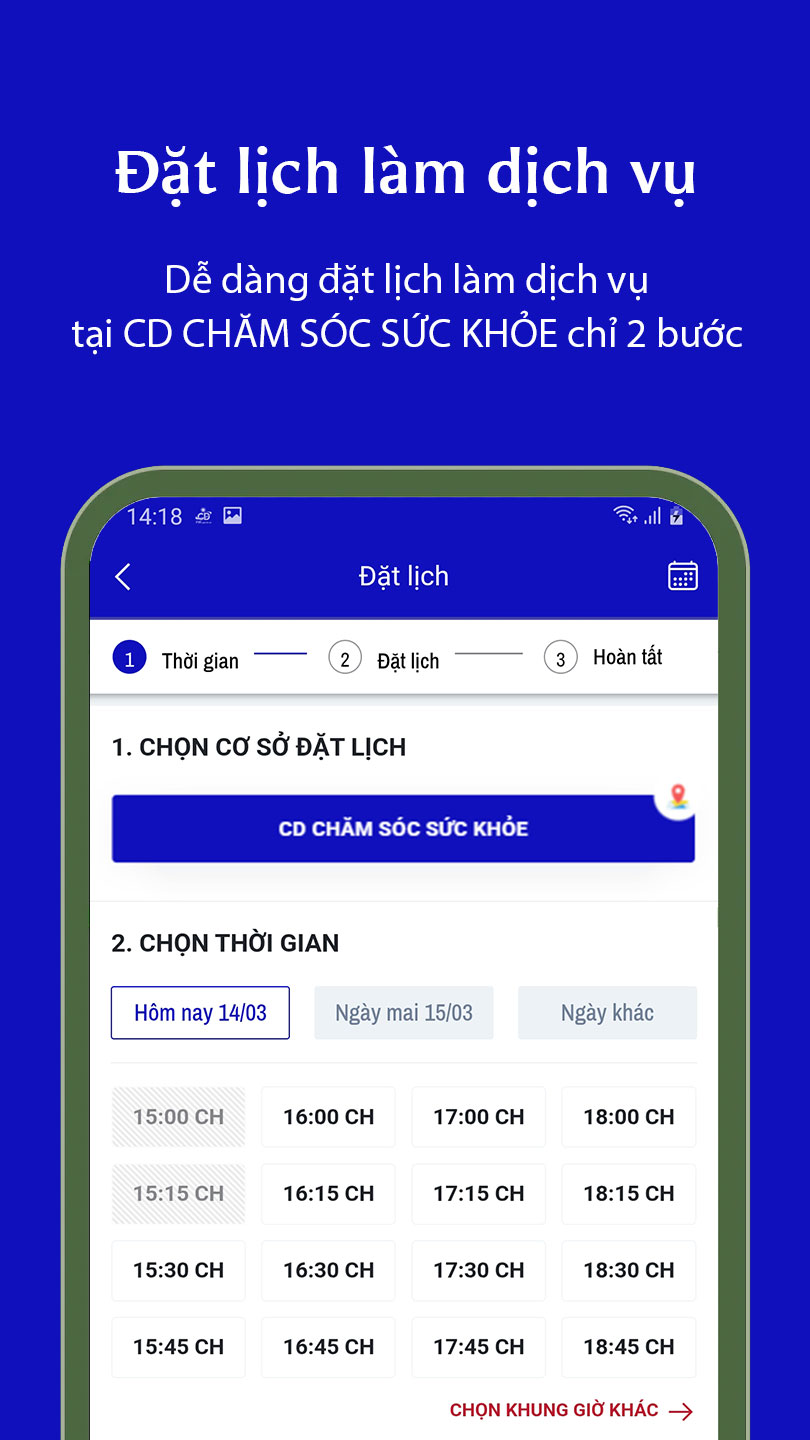 Đặt lịch làm dịch vụ
Dễ dàng đặt lịch làm dịch vụ
tại CD CHĂM SÓC SỨC KHỎE chỉ 2 bước
14:18
Đặt lịch
1 Thời gian 2 Đặt lịch 3 Hoàn tất
1. CHỌN CƠ SỞ ĐẶT LỊCH
CD CHĂM SÓC SỨC KHỎE
2. CHỌN THỜI GIAN
Hôm nay 14/03 Ngày mai 15/03 Ngày khác
15:00 CH 16:00 CH 17:00 CH 18:00 CH
15:15 CH 16:15 CH 17:15 CH 18:15 CH
15:30 CH 16:30 CH 17:30 CH 18:30 CH
15:45 CH 16:45 CH 17:45 CH 18:45 CH
CHỌN KHUNG GIỜ KHÁC →